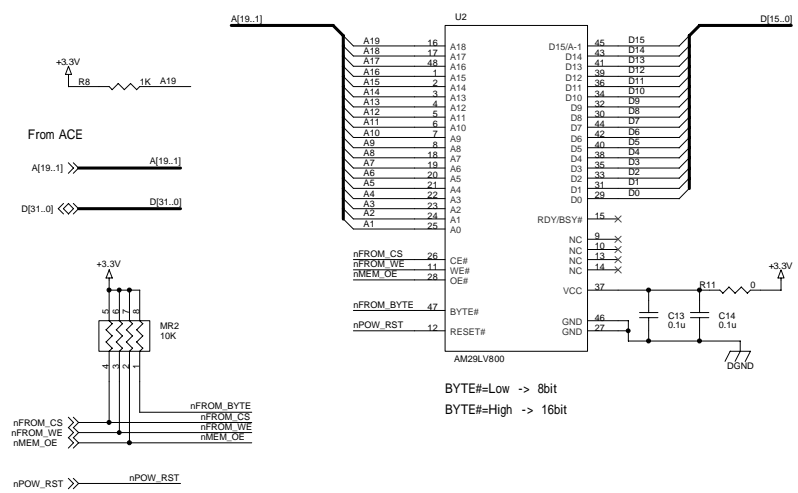 A[19..1]
U2
D[15..0]
A19 16 A18
A18 17 A17
A17 48 A16
A16 1 A15
A15 2 A14
A14 3 A13
A13 4 A12
A12 5 A11
A11 6 A10
A10 7 A9
A9 8 A8
A8 18 A7
A7 19 A6
A6 20 A5
A5 21 A4
A4 22 A3
A3 23 A2
A2 24 A1
A1 25 A0
nFROM_CS 26 CE#
nFROM_WE 11 WE#
nMEM_OE 28 OE#
nFROM_BYTE 47 BYTE#
nPOW_RST 12 RESET#
D15/A-1 45 D15
D14 43 D14
D13 41 D13
D12 39 D12
D11 36 D11
D10 34 D10
D9 32 D9
D8 30 D8
D7 44 D7
D6 42 D6
D5 40 D5
D4 38 D4
D3 35 D3
D2 33 D2
D1 31 D1
D0 29 D0
RDY/BSY# 15
NC 9
NC 10
NC 13
NC 14
VCC 37
GND 46
GND 27
AM29LV800
R11 0
+3.3V
C13
0.1u
C14
0.1u
DGND
BYTE#=Low -> 8bit
BYTE#=High -> 16bit
+3.3V
R8 1K A19
From ACE
A[19..1] A[19..1]
D[31..0] D[31..0]
+3.3V
5 6 7 8
MR2
10K
4 3 2 1
nFROM_BYTE
nFROM_CS nFROM_CS
nFROM_WE nFROM_WE
nMEM_OE nMEM_OE
nPOW_RST nPOW_RST